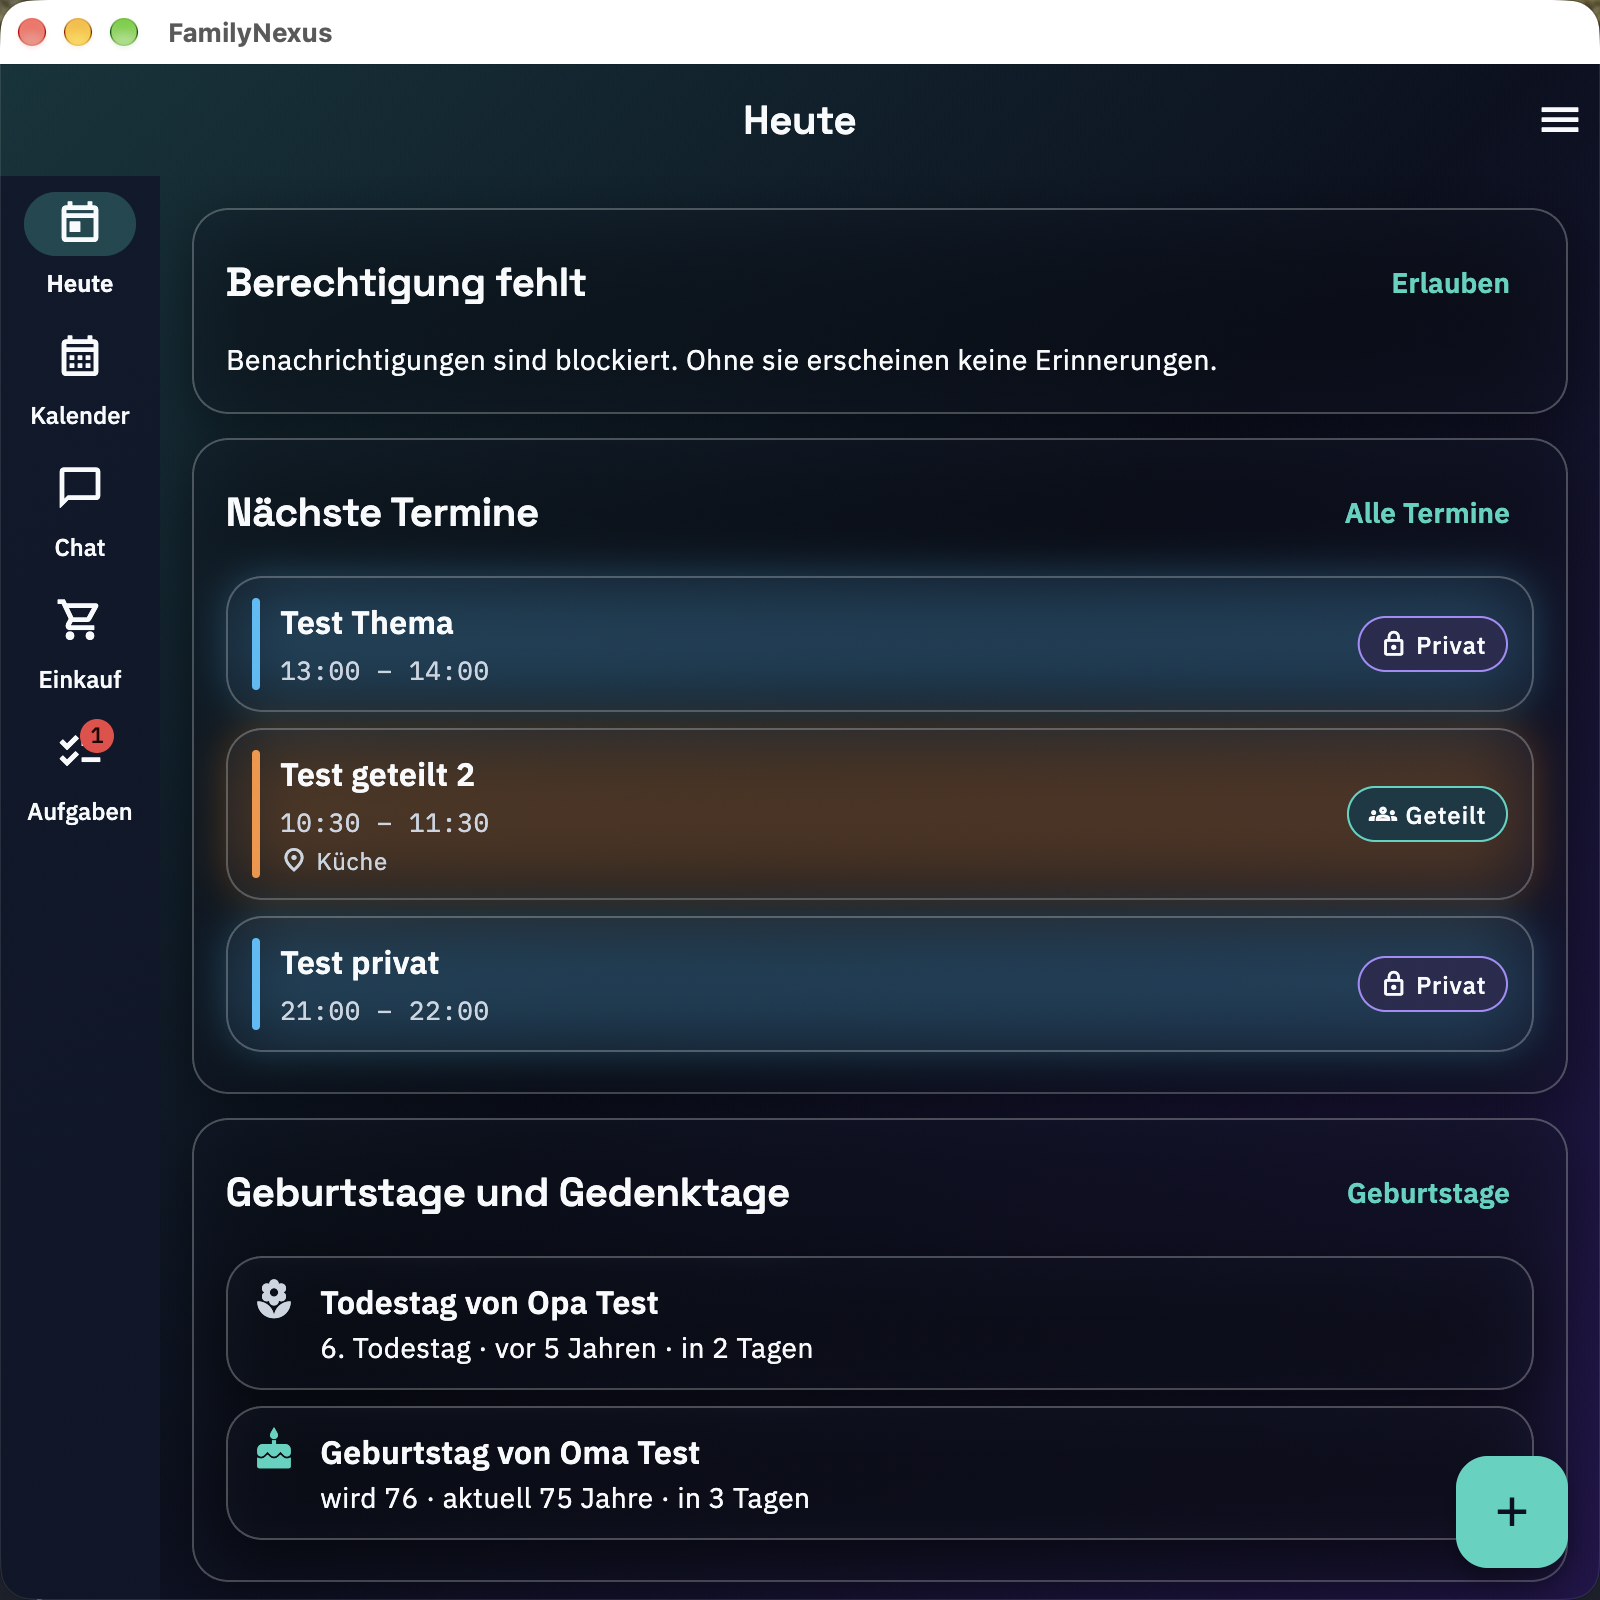 FamilyNexus
Heute
Heute
Kalender
Chat
Einkauf
1
Aufgaben
Berechtigung fehlt
Erlauben
Benachrichtigungen sind blockiert. Ohne sie erscheinen keine Erinnerungen.
Nächste Termine
Alle Termine
Test Thema
13:00 – 14:00
Privat
Test geteilt 2
10:30 – 11:30
Küche
Geteilt
Test privat
21:00 – 22:00
Privat
Geburtstage und Gedenktage
Geburtstage
Todestag von Opa Test
6. Todestag · vor 5 Jahren · in 2 Tagen
Geburtstag von Oma Test
wird 76 · aktuell 75 Jahre · in 3 Tagen
+